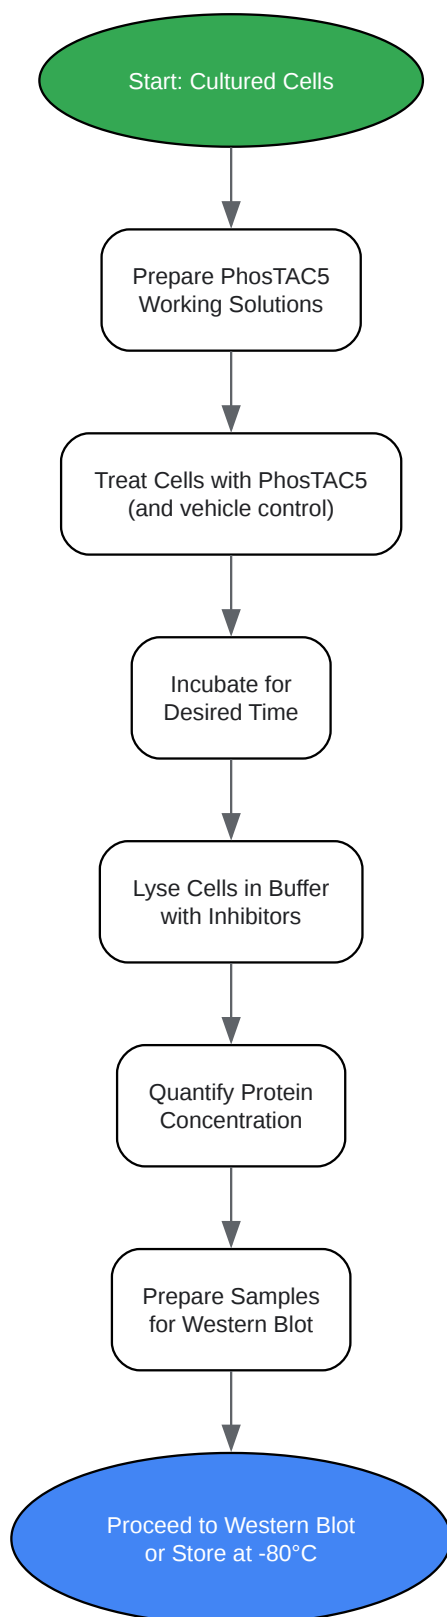 Start: Cultured Cells
Prepare PhosTAC5
Working Solutions
Treat Cells with PhosTAC5
(and vehicle control)
Incubate for
Desired Time
Lyse Cells in Buffer
with Inhibitors
Quantify Protein
Concentration
Prepare Samples
for Western Blot
Proceed to Western Blot
or Store at -80°C